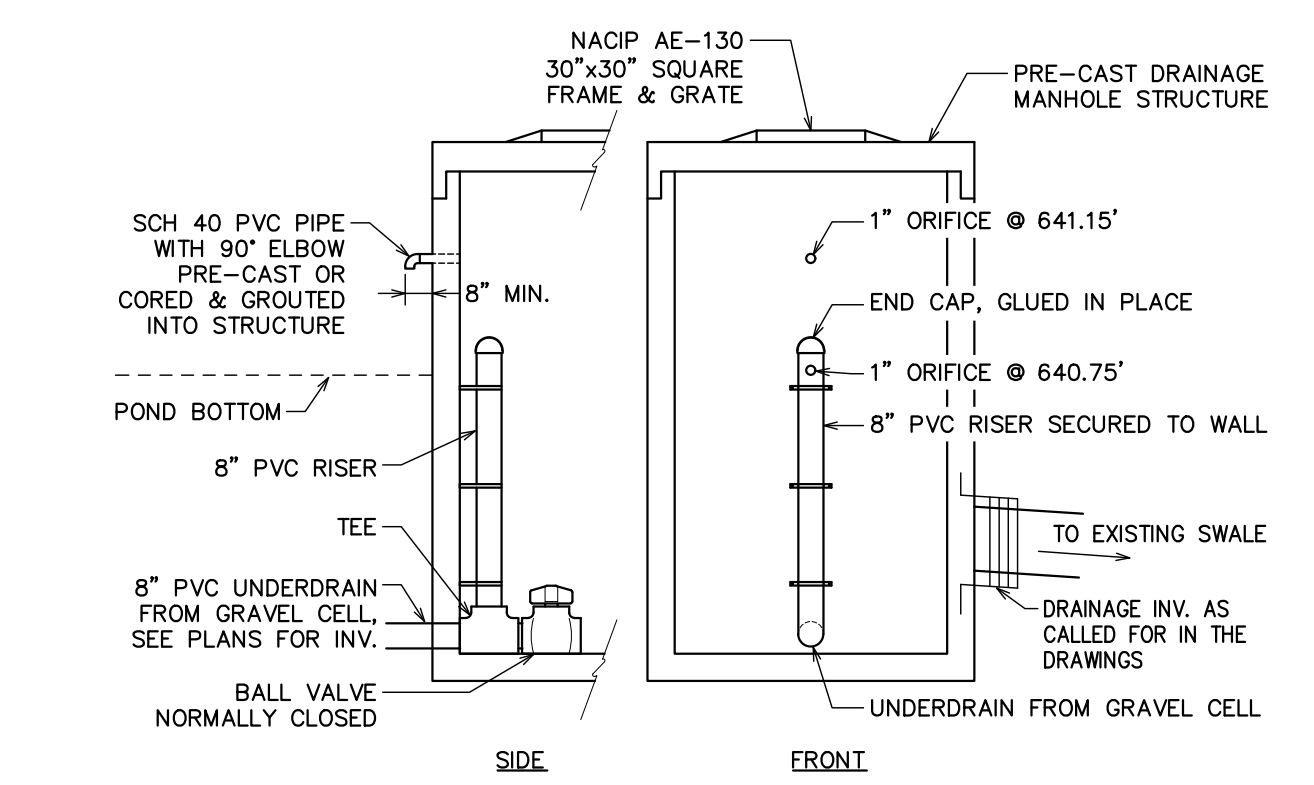 NACIP AE-130
30"x30" SQUARE
FRAME & GRATE
PRE-CAST DRAINAGE
MANHOLE STRUCTURE
SCH 40 PVC PIPE
WITH 90° ELBOW
PRE-CAST OR
CORED & GROUTED
INTO STRUCTURE
8" MIN.
1" ORIFICE @ 641.15'
END CAP, GLUED IN PLACE
1" ORIFICE @ 640.75'
POND BOTTOM
8" PVC RISER SECURED TO WALL
8" PVC RISER
TEE
TO EXISTING SWALE
8" PVC UNDERDRAIN
FROM GRAVEL CELL,
SEE PLANS FOR INV.
DRAINAGE INV. AS
CALLED FOR IN THE
DRAWINGS
BALL VALVE
NORMALLY CLOSED
UNDERDRAIN FROM GRAVEL CELL
SIDE
FRONT